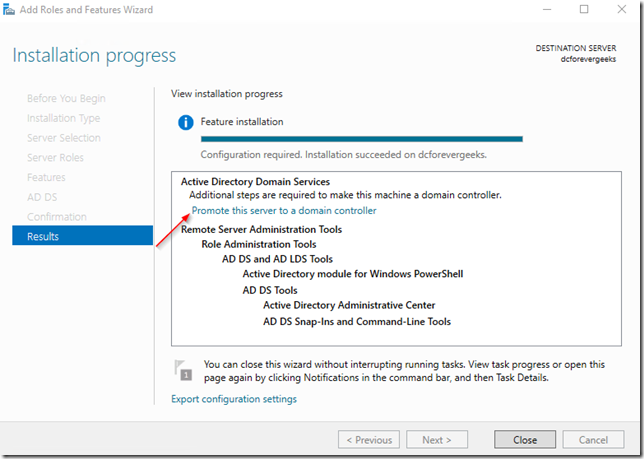 Add Roles and Features Wizard
Installation progress
DESTINATION SERVER
dcforevergeeks
Before You Begin
Installation Type
Server Selection
Server Roles
Features
AD DS
Confirmation
Results
View installation progress
Feature installation
Configuration required. Installation succeeded on dcforevergeeks.
Active Directory Domain Services
Additional steps are required to make this machine a domain controller.
Promote this server to a domain controller
Remote Server Administration Tools
Role Administration Tools
AD DS and AD LDS Tools
Active Directory module for Windows PowerShell
AD DS Tools
Active Directory Administrative Center
AD DS Snap-Ins and Command-Line Tools
1
You can close this wizard without interrupting running tasks. View task progress or open this
page again by clicking Notifications in the command bar, and then Task Details.
Export configuration settings
< Previous
Next >
Close
Cancel